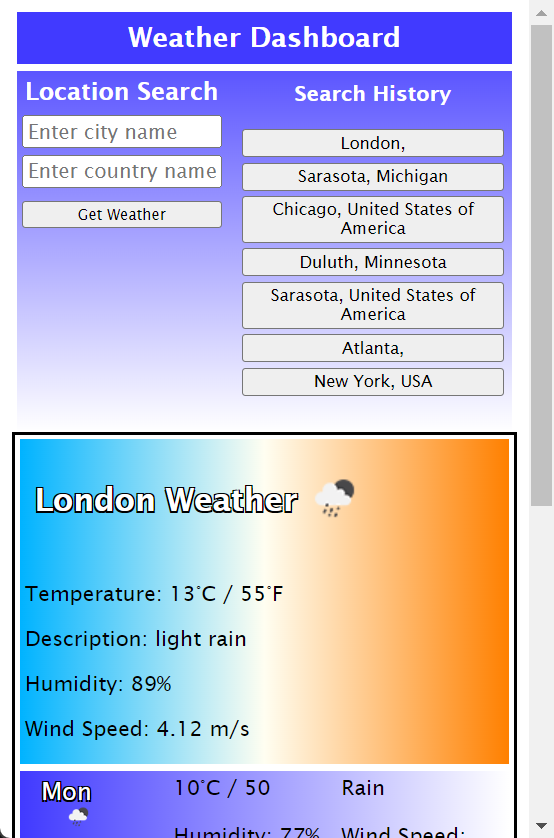 Weather Dashboard
Location Search
Enter city name
Enter country name
Get Weather
Search History
London,
Sarasota, Michigan
Chicago, United States of
America
Duluth, Minnesota
Sarasota, United States of
America
Atlanta,
New York, USA
London Weather
Temperature: 13°C / 55°F
Description: light rain
Humidity: 89%
Wind Speed: 4.12 m/s
Mon
10°C / 50
Rain
Humidity: 77%
Wind Speed: